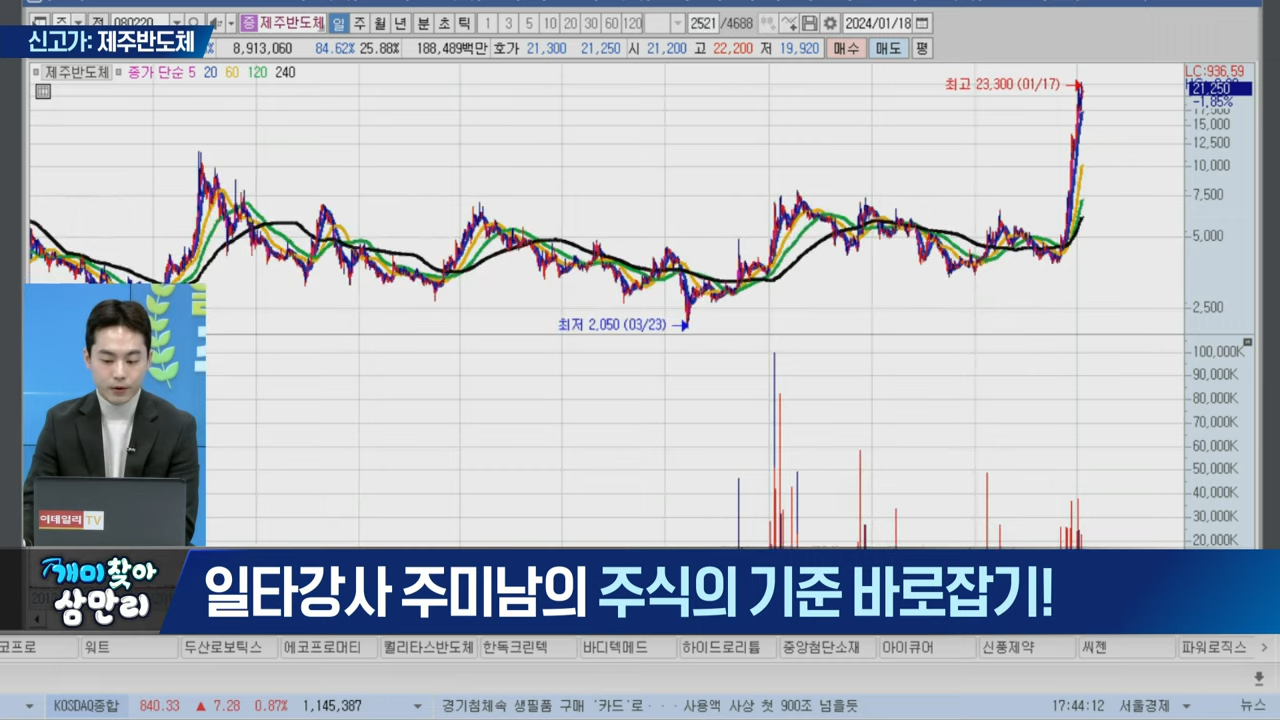 주 전 080220 증 제주반도체 일 주 월 년 분 초 틱 1 3 5 10 20 30 60 120 2521 /4688 2024/01/18
신고가: 제주반도체
% 8,913,060 84.62% 25.88% 188,489백만 호가 21,300 21,250 시 21,200 고 22,200 저 19,920 매수 매도 평
제주반도체 종가 단순 5 20 60 120 240
LC:936.59
최고 23,300 (01/17)
21,250
-1.85%
15,000
12,500
10,000
7,500
5,000
최저 2,050 (03/23)
2,500
100,000K
90,000K
80,000K
70,000K
60,000K
50,000K
40,000K
30,000K
20,000K
이데일리 TV
개미찾아
삼만리
일타강사 주미남의 주식의 기준 바로잡기!
코프로 워트 두산로보틱스 에코프로머티 퀄리타스반도체 한독크린텍 바디텍메드 하이드로리튬 중앙첨단소재 아이큐어 신풍제약 씨젠 파워로직스
KOSDAQ종합 840.33 ▲ 7.28 0.87% 1,145,387 경기침체속 생필품 구매 '카드'로··· 사용액 사상 첫 900조 넘을듯 17:44:12 서울경제 뉴스